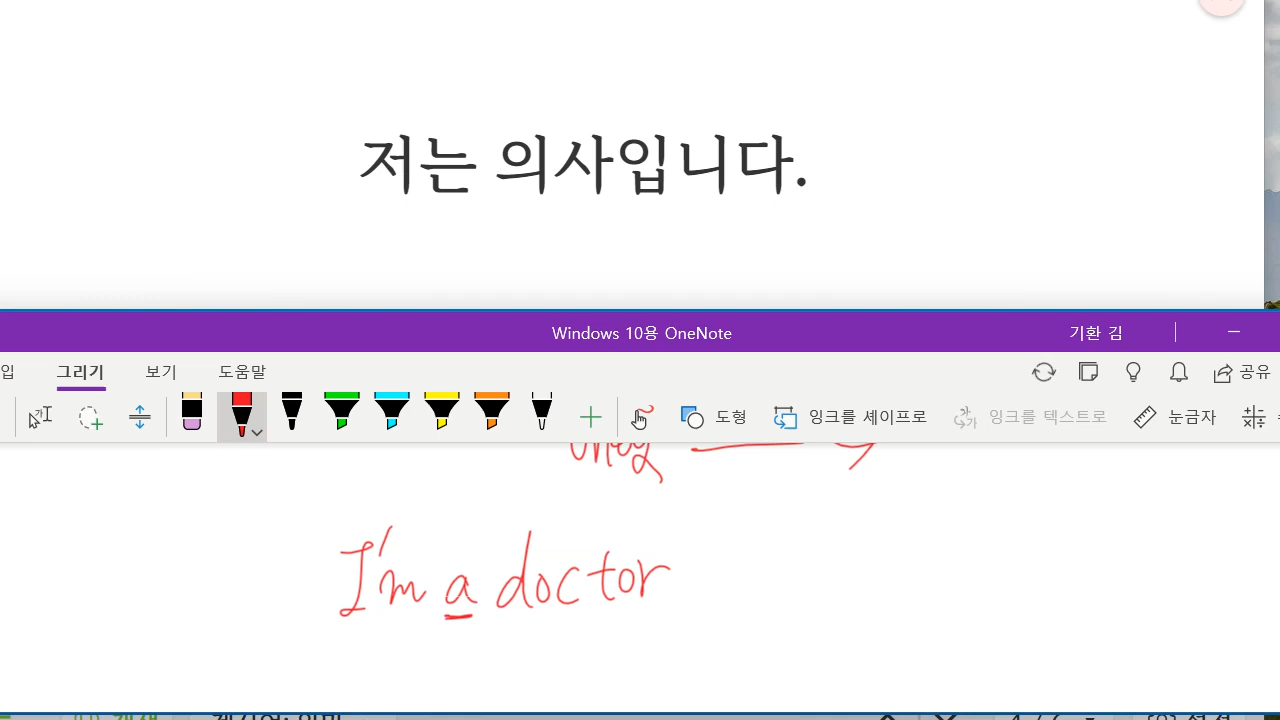 저는 의사입니다.
Windows 10용 OneNote
기환 김
입 그리기 보기 도움말
공유
도형 잉크를 셰이프로 잉크를 텍스트로 눈금자
I'm a doctor